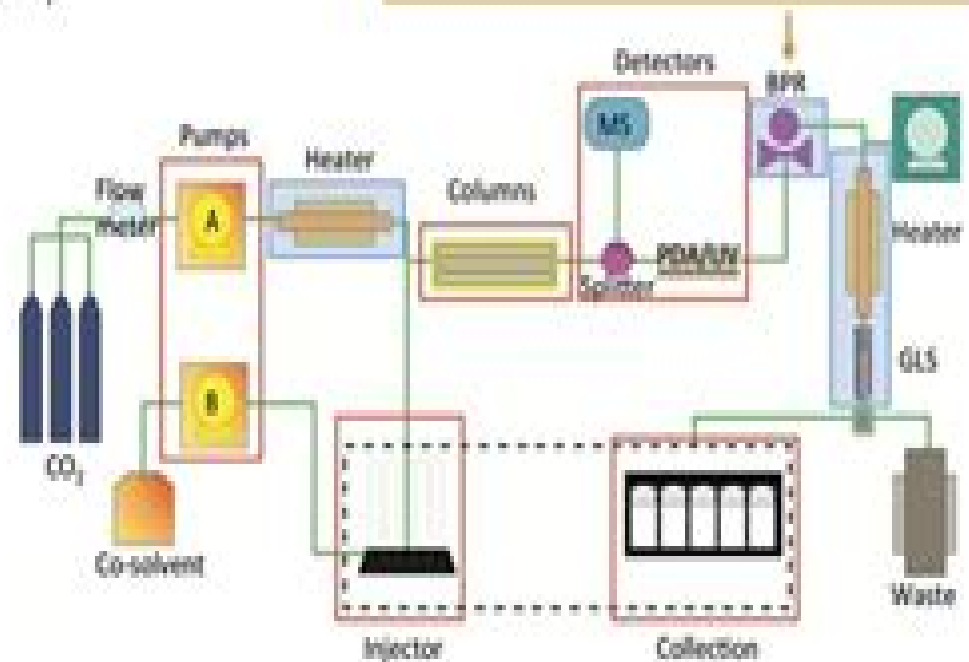 Detectors
BPR
MS
Pumps
Heater
Flow
meter
A
Columns
Heater
PDA/UV
Splitter
GLS
B
CO2
Co-solvent
Waste
Injector
Collection